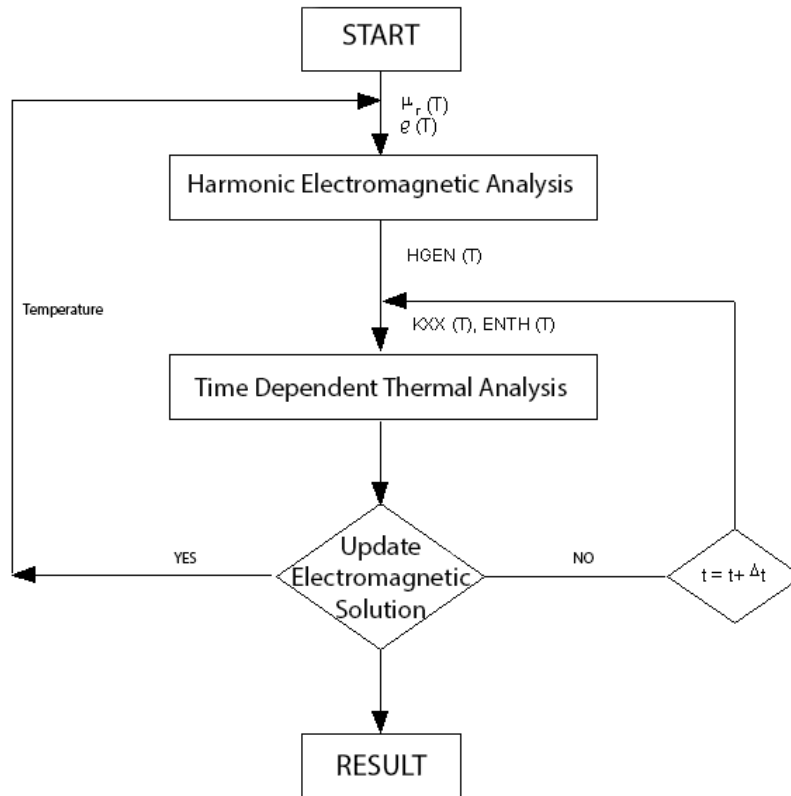 START
μr (T)
ϱ (T)
Harmonic Electromagnetic Analysis
HGEN (T)
Temperature
KXX (T), ENTH (T)
Time Dependent Thermal Analysis
YES
Update
Electromagnetic
Solution
NO
t = t+ Δt
RESULT